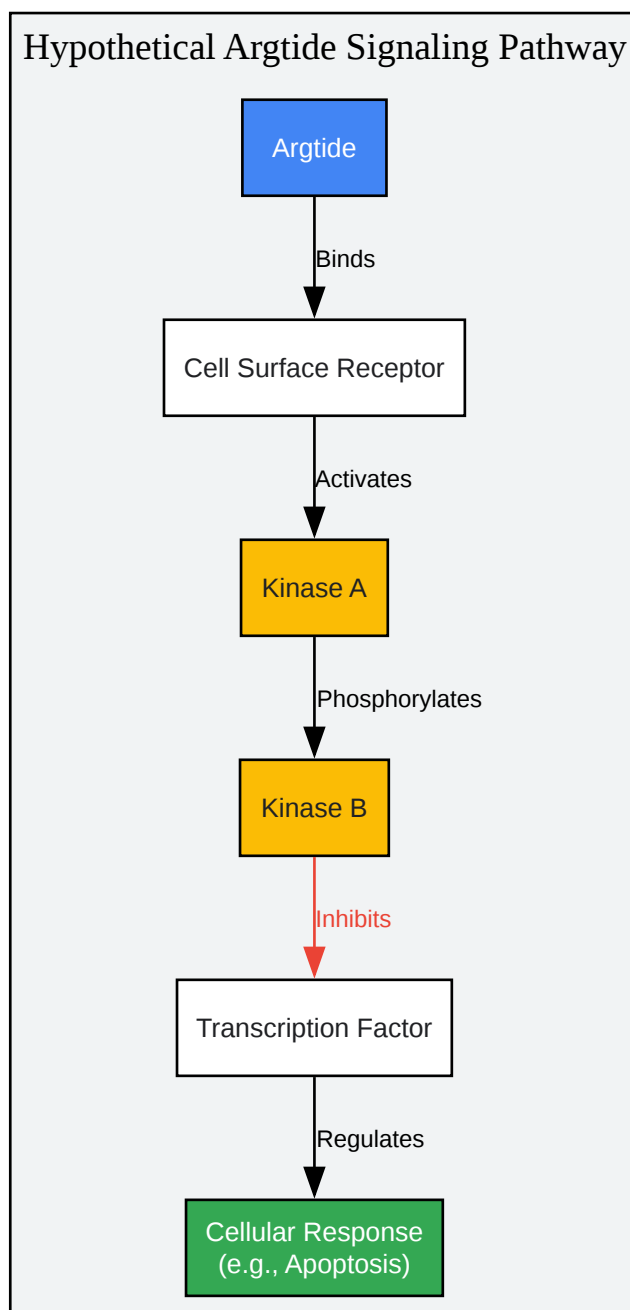 Hypothetical Argtide Signaling Pathway
Argtide
Binds
Cell Surface Receptor
Activates
Kinase A
Phosphorylates
Kinase B
Inhibits
Transcription Factor
Regulates
Cellular Response
(e.g., Apoptosis)